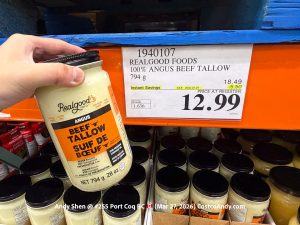 1940107
REALGOOD FOODS
100% ANGUS BEEF TALLOW
794 g
18.49
Instant Savings
5.50
12.99
PRICE AT REGISTER
Realgood's
ANGUS
BEEF
TALLOW
SUIF DE
BŒUF
NET 794 g 28 oz
Andy Shen @ #255 Port Coq BC [Mar 27, 2026] CostcoAndy.com